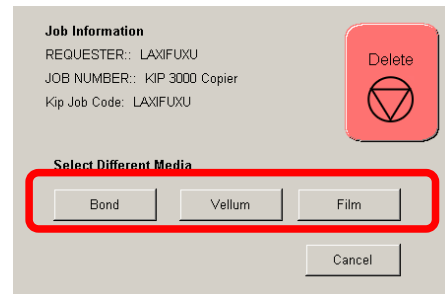 Job Information
REQUESTER:: LAXIFUXU
JOB NUMBER:: KIP 3000 Copier
Kip Job Code: LAXIFUXU
Delete
Select Different Media
Bond Vellum Film
Cancel